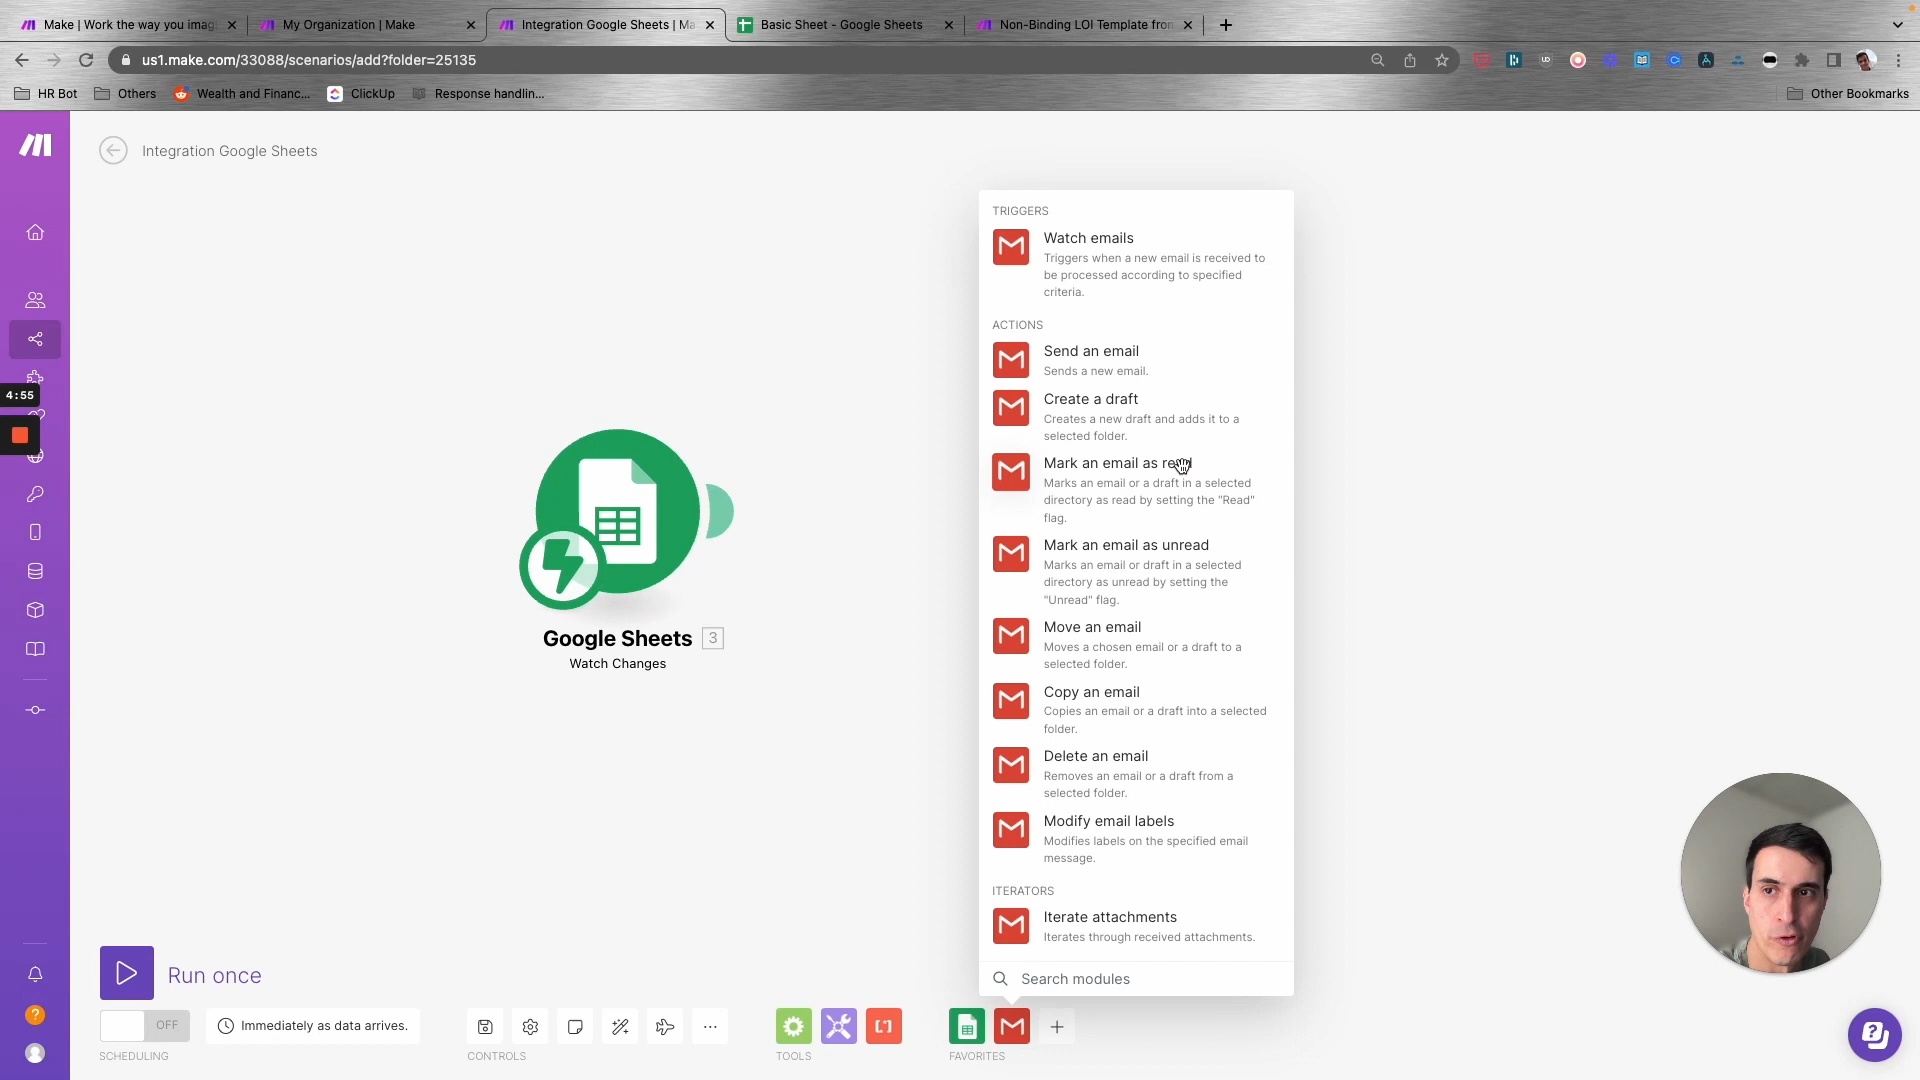 Make | Work the way you imag
My Organization | Make
Integration Google Sheets | Ma
Basic Sheet - Google Sheets
Non-Binding LOI Template from
us1.make.com/33088/scenarios/add?folder=25135
HR Bot
Others
Wealth and Financ...
ClickUp
Response handlin...
Other Bookmarks
Integration Google Sheets
TRIGGERS
Watch emails
Triggers when a new email is received to
be processed according to specified
criteria.
ACTIONS
Send an email
Sends a new email.
Create a draft
Creates a new draft and adds it to a
selected folder.
Mark an email as read
Marks an email or a draft in a selected
directory as read by setting the "Read"
flag.
Mark an email as unread
Marks an email or draft in a selected
directory as unread by setting the
"Unread" flag.
Move an email
Moves a chosen email or a draft to a
selected folder.
Copy an email
Copies an email or a draft into a selected
folder.
Delete an email
Removes an email or a draft from a
selected folder.
Modify email labels
Modifies labels on the specified email
message.
ITERATORS
Iterate attachments
Iterates through received attachments.
Search modules
4:55
Google Sheets 3
Watch Changes
Run once
OFF
Immediately as data arrives.
SCHEDULING
CONTROLS
TOOLS
FAVORITES